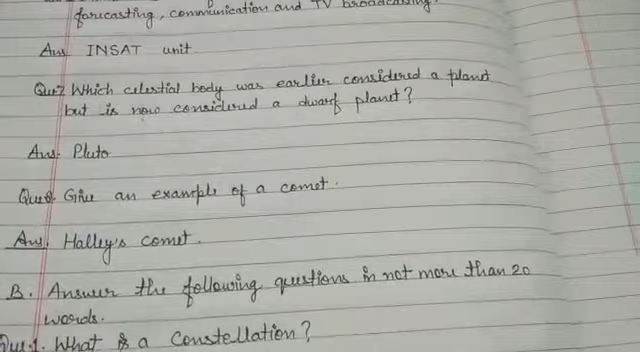 forecasting, communication and TV broadcasting.
Ans. INSAT unit
Que7 Which celestial body was earlier considered a planet
but is now considered a dwarf planet?
Ans. Pluto
Que8. Give an example of a comet.
Ans. Halley's comet.
B. Answer the following questions in not more than 20
words.
Que.1. What is a Constellation?